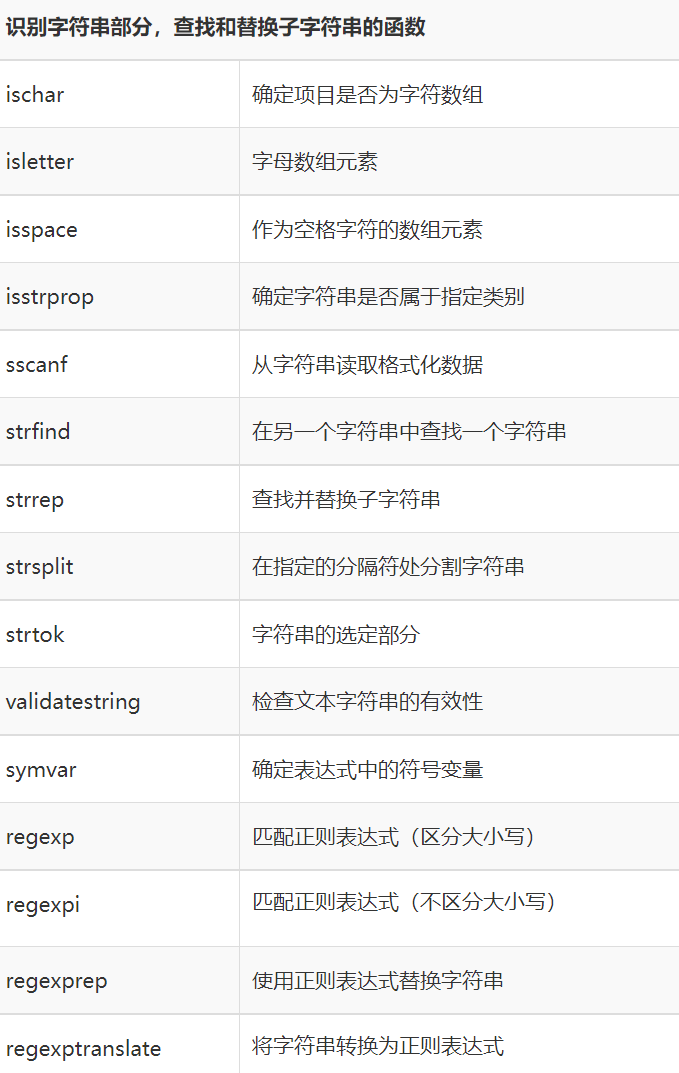 识别字符串部分，查找和替换子字符串的函数
ischar 确定项目是否为字符数组
isletter 字母数组元素
isspace 作为空格字符的数组元素
isstrprop 确定字符串是否属于指定类别
sscanf 从字符串读取格式化数据
strfind 在另一个字符串中查找一个字符串
strrep 查找并替换子字符串
strsplit 在指定的分隔符处分割字符串
strtok 字符串的选定部分
validatestring 检查文本字符串的有效性
symvar 确定表达式中的符号变量
regexp 匹配正则表达式（区分大小写）
regexpi 匹配正则表达式（不区分大小写）
regexprep 使用正则表达式替换字符串
regexptranslate 将字符串转换为正则表达式